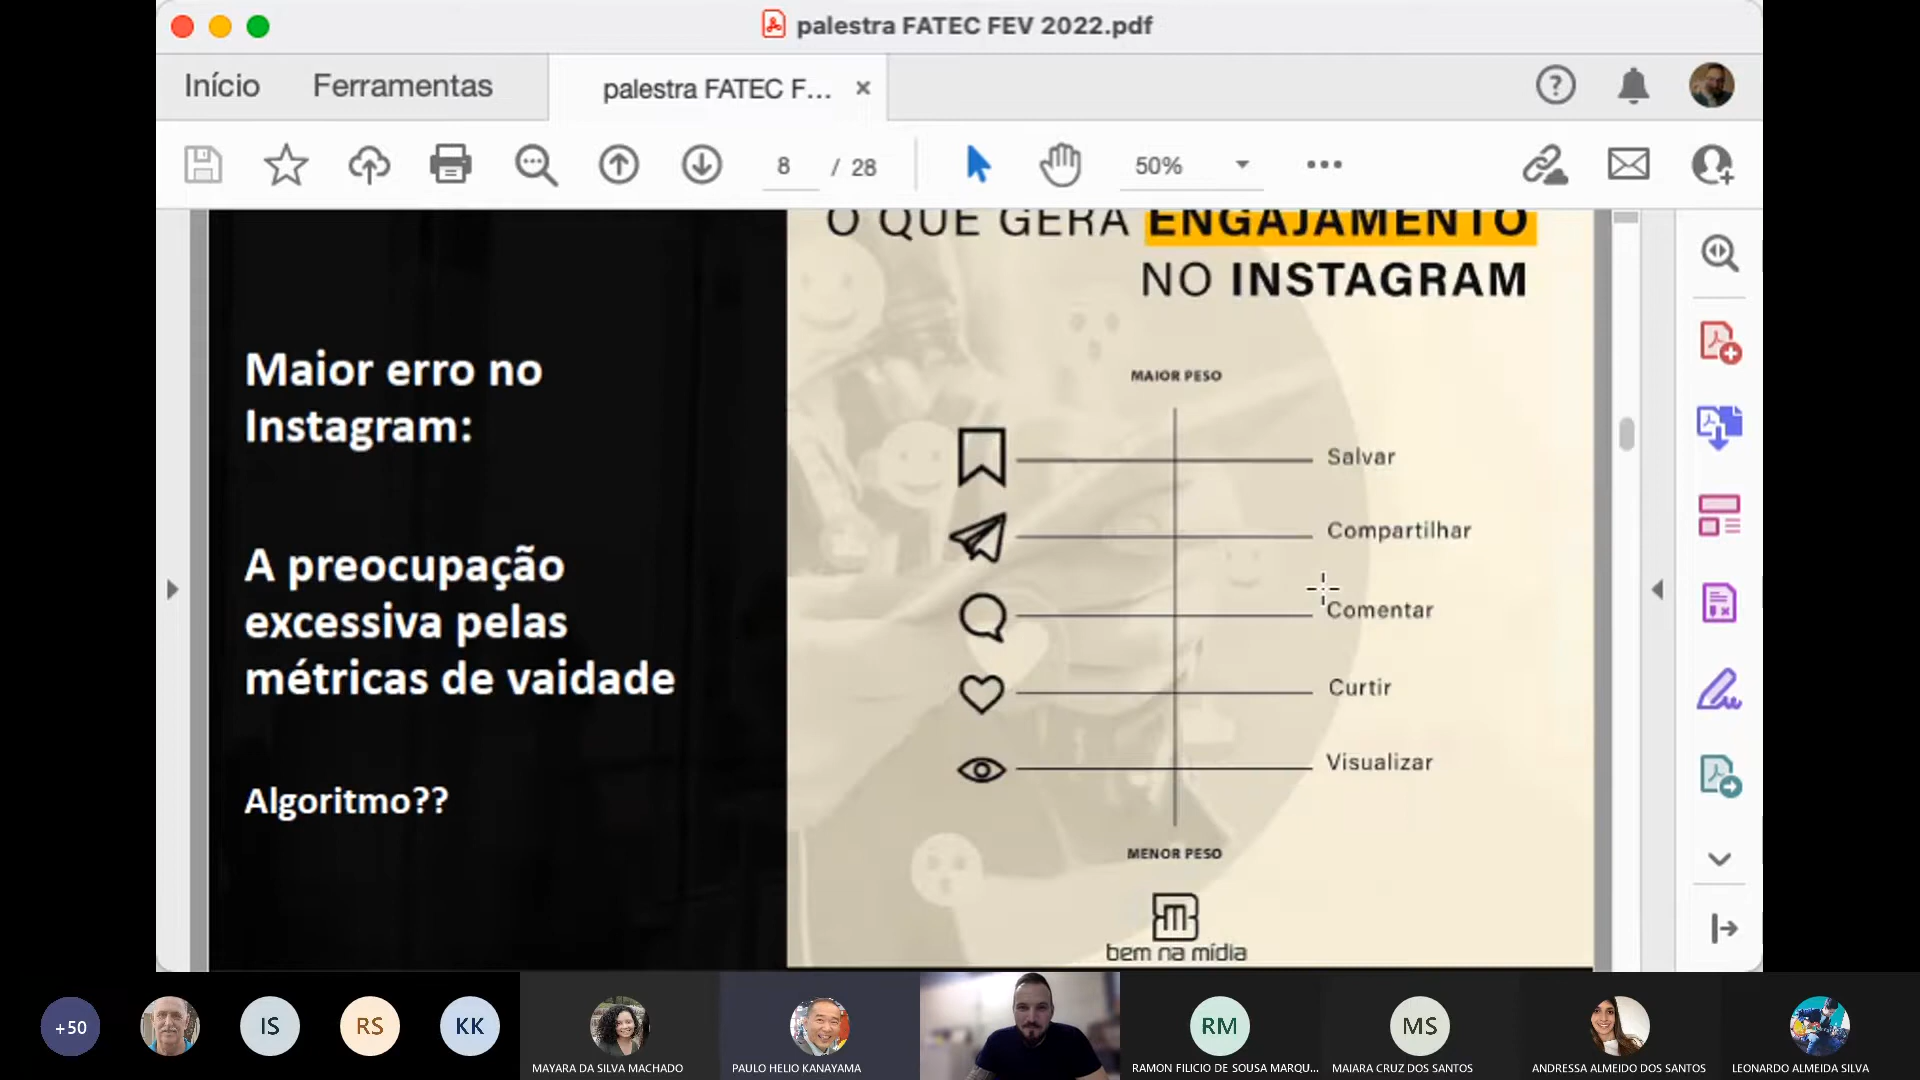 palestra FATEC FEV 2022.pdf
Início
Ferramentas
palestra FATEC F...
8 / 28
50%
O QUE GERA ENGAJAMENTO
NO INSTAGRAM
Maior erro no
Instagram:
A preocupação
excessiva pelas
métricas de vaidade
Algoritmo??
MAIOR PESO
Salvar
Compartilhar
Comentar
Curtir
Visualizar
MENOR PESO
bem na mídia
+50
IS
RS
KK
MAYARA DA SILVA MACHADO
PAULO HELIO KANAYAMA
RM
RAMON FILICIO DE SOUSA MARQU...
MS
MAIARA CRUZ DOS SANTOS
ANDRESSA ALMEIDO DOS SANTOS
LEONARDO ALMEIDA SILVA